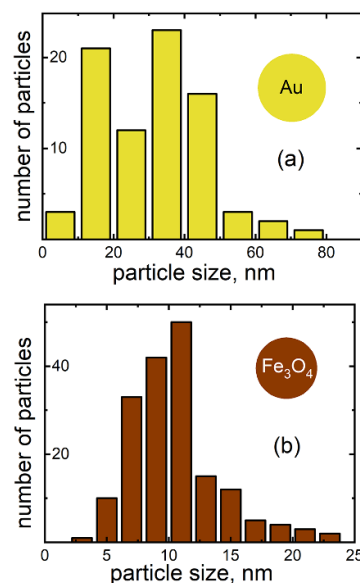 number of particles
20
10
Au
(a)
0 20 40 60 80
particle size, nm
number of particles
40
20
Fe₃O₄
(b)
0 5 10 15 20 25
particle size, nm